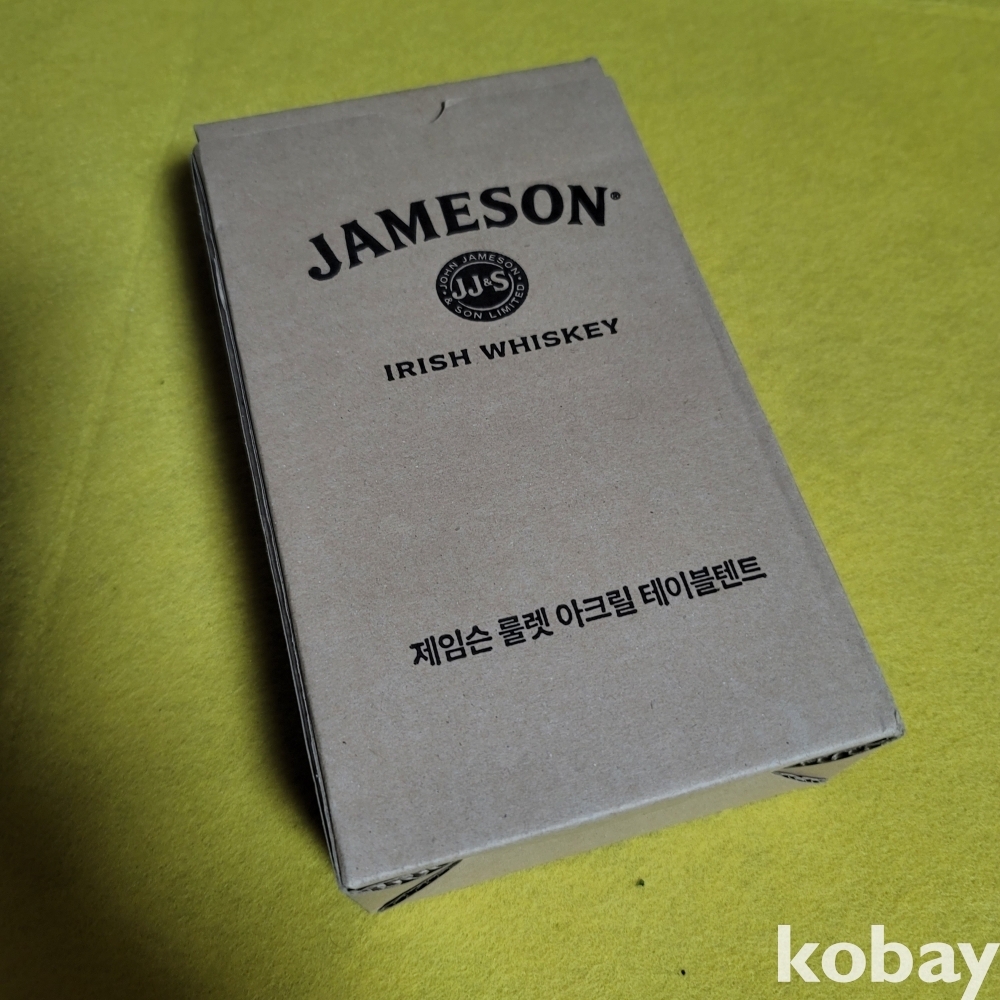 JAMESON®
JOHN JAMESON
JJ&S
& SON LIMITED
IRISH WHISKEY
제임슨 룰렛 아크릴 테이블텐트
kobay